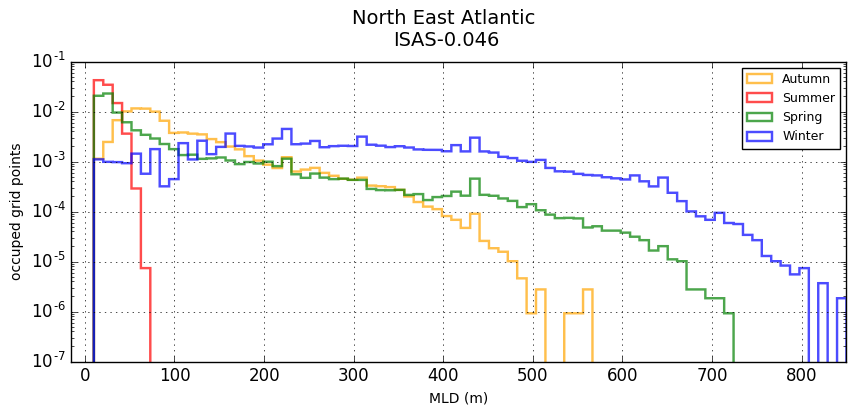 North East Atlantic
ISAS-0.046
10^-1
10^-2
10^-3
10^-4
10^-5
10^-6
10^-7
occuped grid points
Autumn
Summer
Spring
Winter
0 100 200 300 400 500 600 700 800
MLD (m)